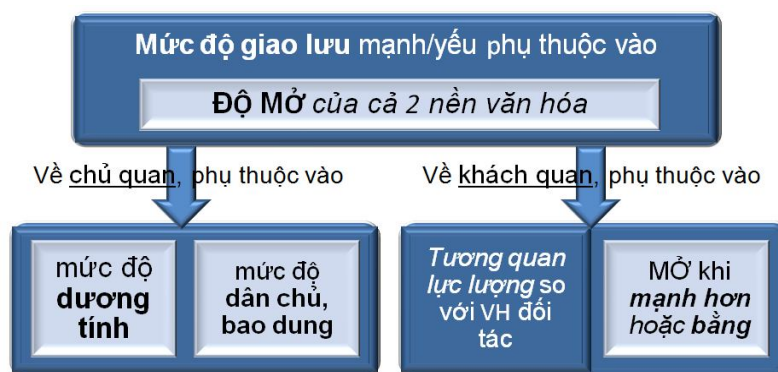 Mức độ giao lưu mạnh/yếu phụ thuộc vào
ĐỘ MỞ của cả 2 nền văn hóa
Về chủ quan, phụ thuộc vào
Về khách quan, phụ thuộc vào
mức độ
dương
tính
mức độ
dân chủ,
bao dung
Tương quan
lực lượng so
với VH đối
tác
MỞ khi
mạnh hơn
hoặc bằng